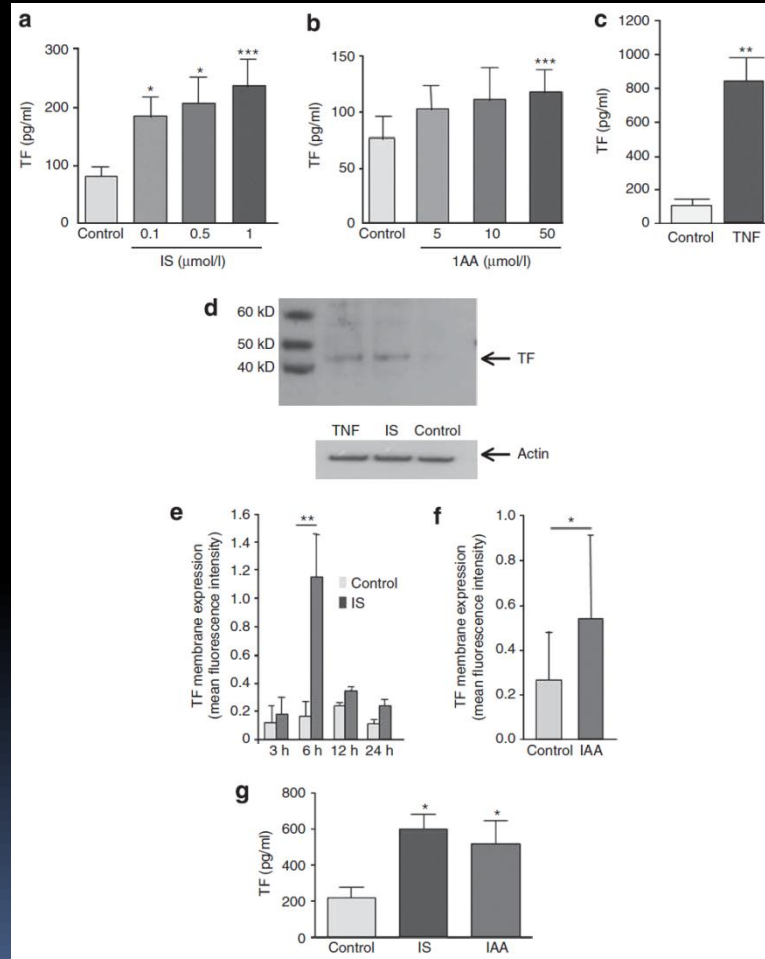 a
TF (pg/ml)
300
200
100
0
*
*
***
Control
0.1
0.5
1
IS (μmol/l)
b
TF (pg/ml)
150
100
50
0
***
Control
5
10
50
1AA (μmol/l)
c
TF (pg/ml)
1200
1000
800
600
400
200
0
**
Control
TNF
d
60 kD
50 kD
40 kD
TF
TNF IS Control
Actin
e
TF membrane expression
(mean fluorescence intensity)
1.6
1.4
1.2
1.0
0.8
0.6
0.4
0.2
0
**
Control
IS
3 h
6 h
12 h
24 h
f
TF membrane expression
(mean fluorescence intensity)
1.0
0.8
0.6
0.4
0.2
0.0
*
Control
IAA
g
TF (pg/ml)
800
600
400
200
0
*
*
Control
IS
IAA